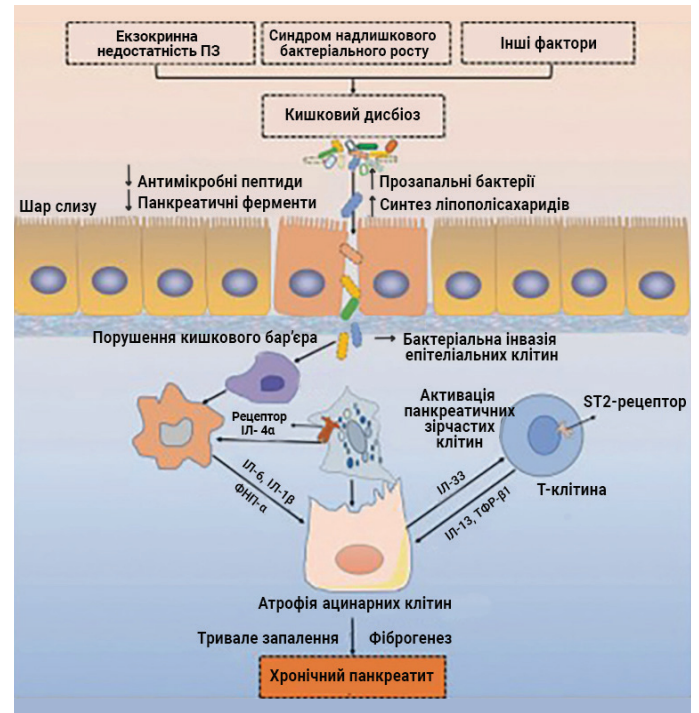 Екзокринна
недостатність ПЗ
Синдром надлишкового
бактеріального росту
Інші фактори
Кишковий дисбіоз
↓ Антимікробні пептиди
↓ Панкреатичні ферменти
↑ Прозапальні бактерії
↑ Синтез ліпополісахаридів
Шар слизу
Порушення кишкового бар'єра
Бактеріальна інвазія
епітеліальних клітин
Рецептор
ІЛ- 4α
Активація
панкреатичних
зірчастих
клітин
ST2-рецептор
Т-клітина
ІЛ-6, ІЛ-1β
ФНП-α
ІЛ-33
ІЛ-13, ТФР-β1
Атрофія ацинарних клітин
Тривале запалення
Фіброгенез
Хронічний панкреатит